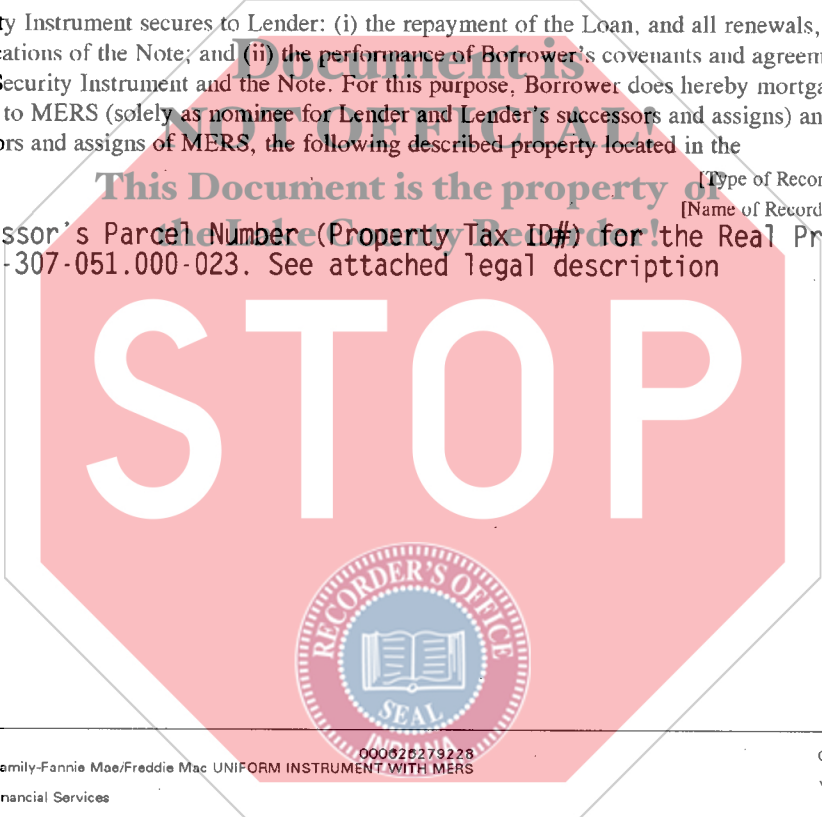 ty Instrument secures to Lender: (i) the repayment of the Loan, and all renewals,
cations of the Note; and (ii) the performance of Borrower's covenants and agreem
Security Instrument and the Note. For this purpose, Borrower does hereby mortga
to MERS (solely as nominee for Lender and Lender's successors and assigns) an
ors and assigns of MERS, the following described property located in the
Document is
NOT OFFICIAL!
This Document is the property of
the Lake County Recorder!
[Type of Recor
[Name of Record
ssor's Parcel Number (Property Tax ID#) for the Real Pr
-307-051.000-023. See attached legal description
STOP
RECORDER'S OFFICE
SEAL
INDIANA
000626279228
amily-Fannie Mae/Freddie Mac UNIFORM INSTRUMENT WITH MERS
nancial Services